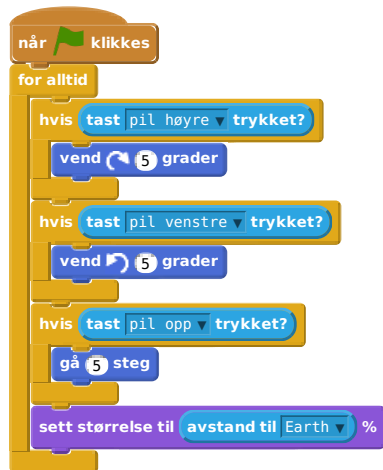 når klikkes
for alltid
hvis tast pil høyre ▼ trykket?
vend 5 grader
hvis tast pil venstre ▼ trykket?
vend 5 grader
hvis tast pil opp ▼ trykket?
gå 5 steg
sett størrelse til avstand til Earth ▼ %